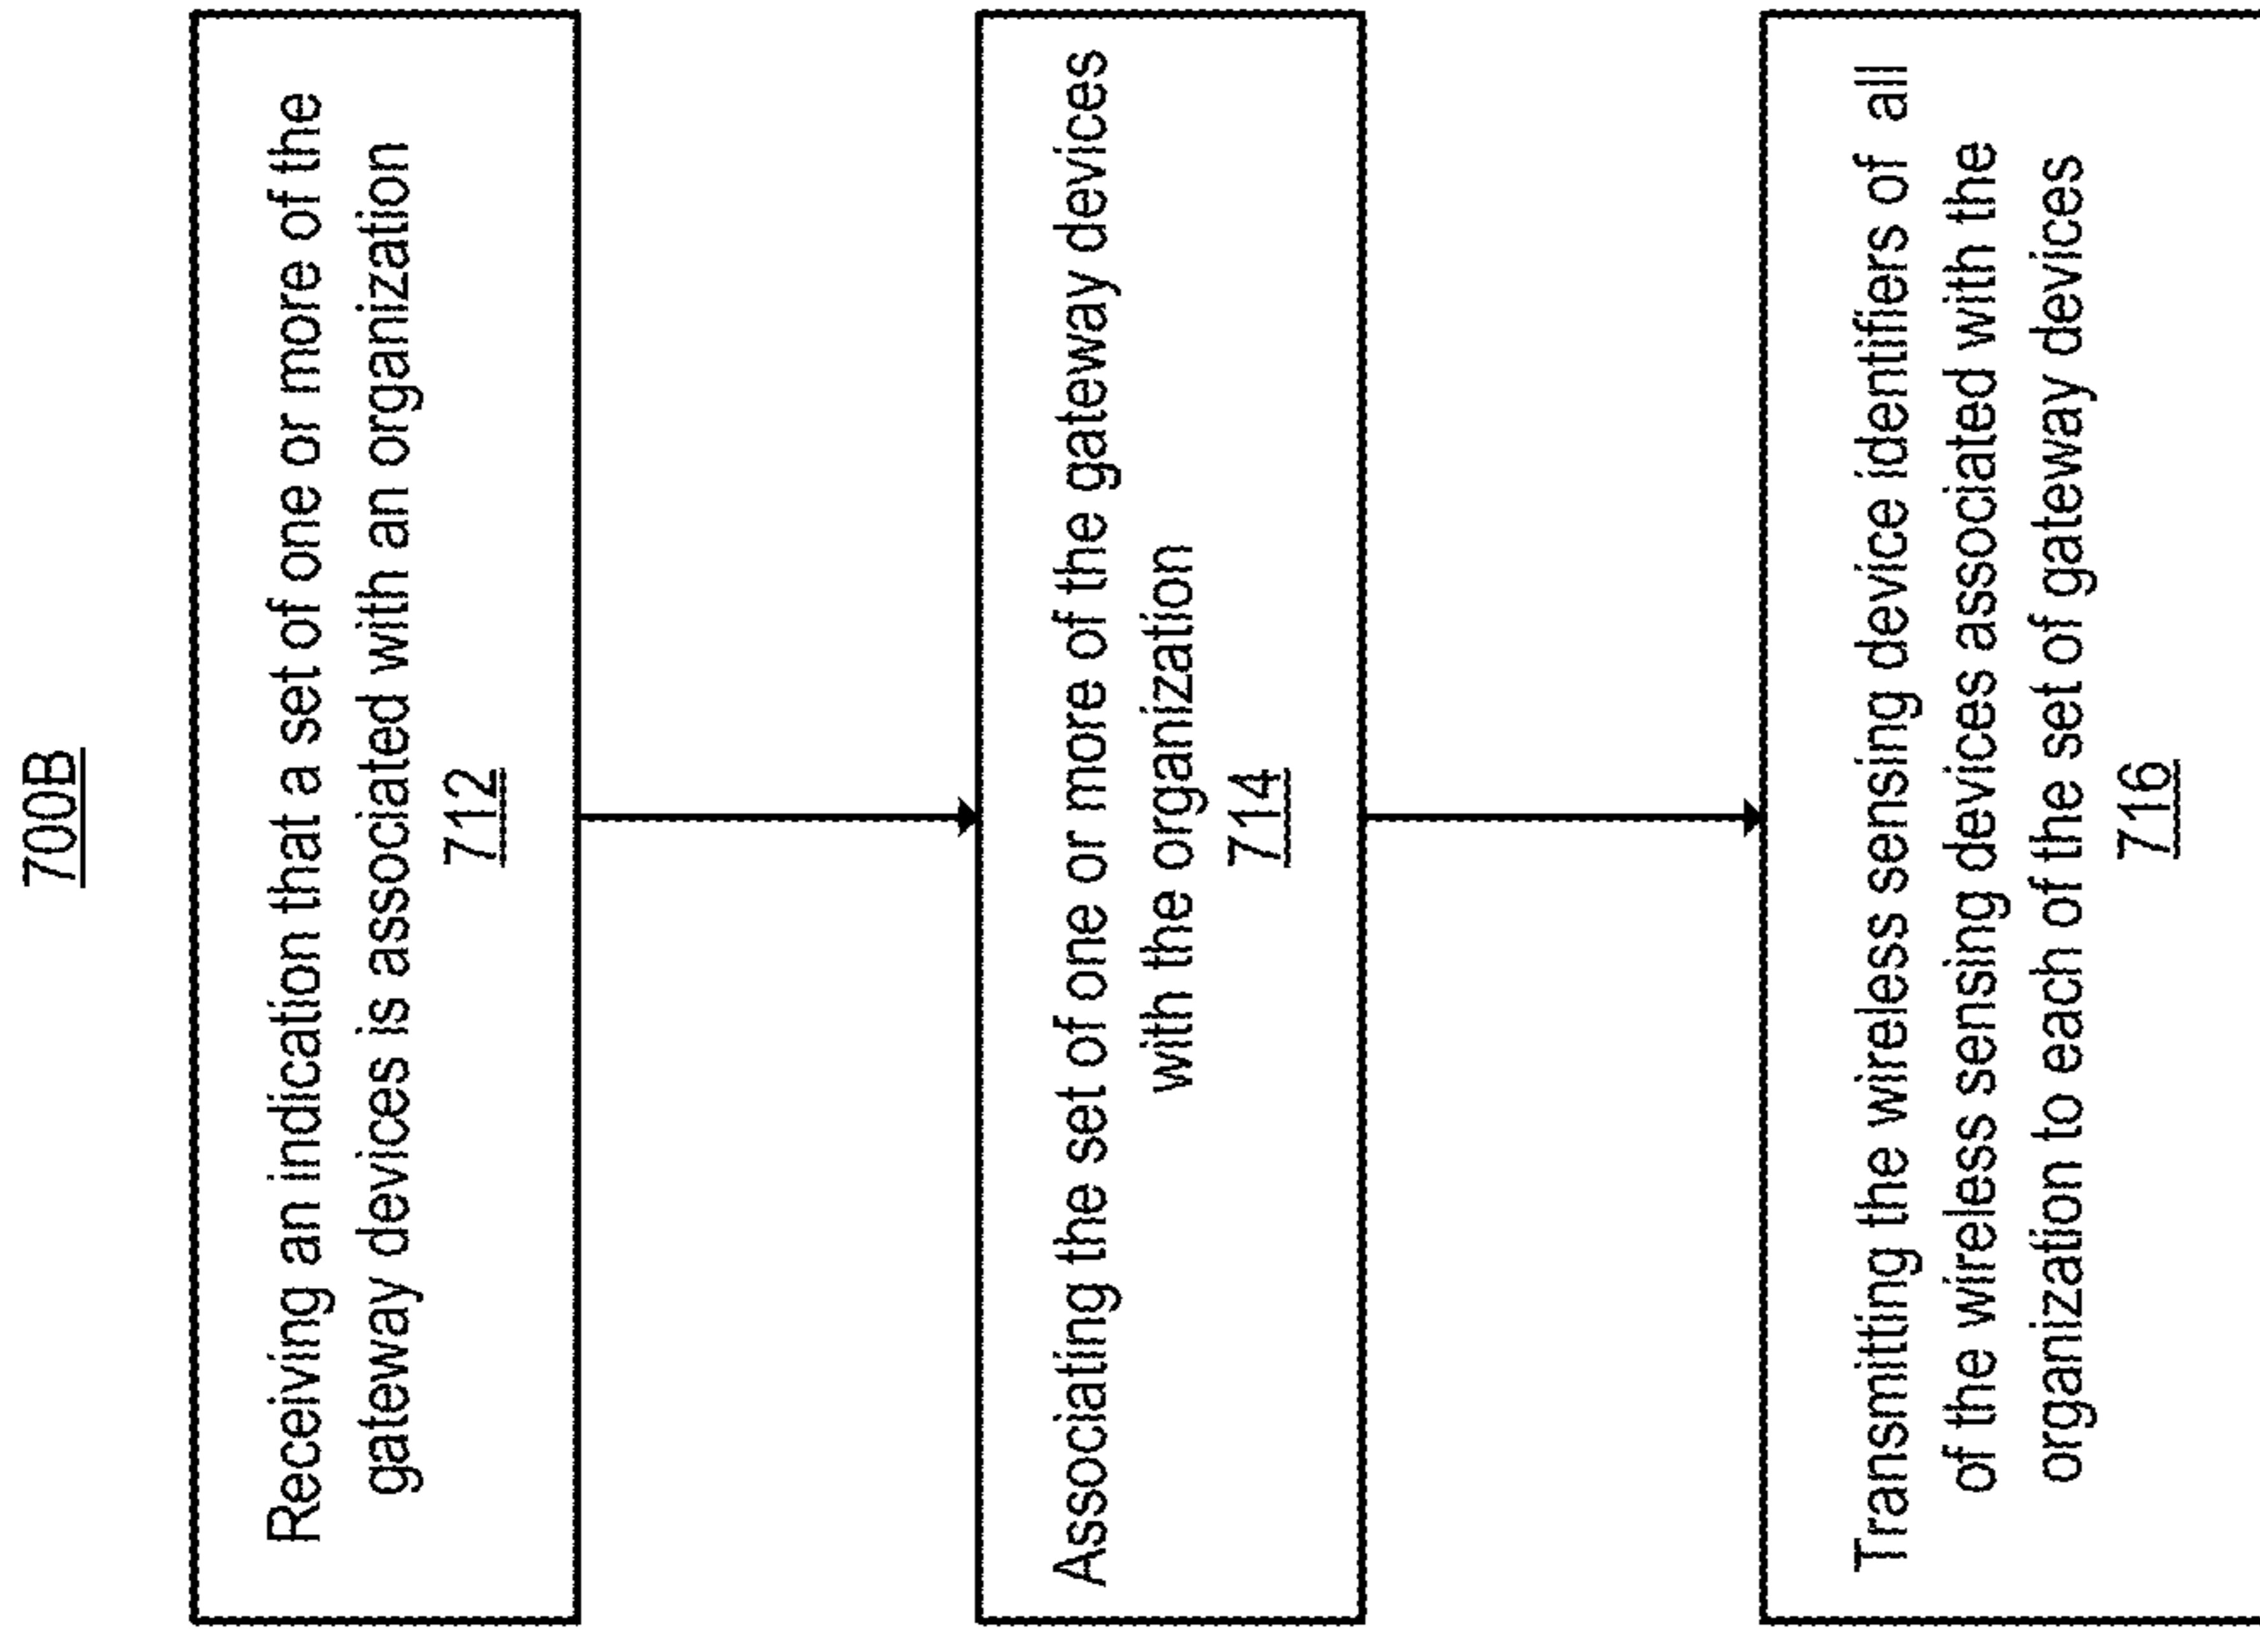 700B
Receiving an indication that a set of one or more of the
gateway devices is associated with an organization
712
Associating the set of one or more of the gateway devices
with the organization
714
Transmitting the wireless sensing device identifiers of all
of the wireless sensing devices associated with the
organization to each of the set of gateway devices
716